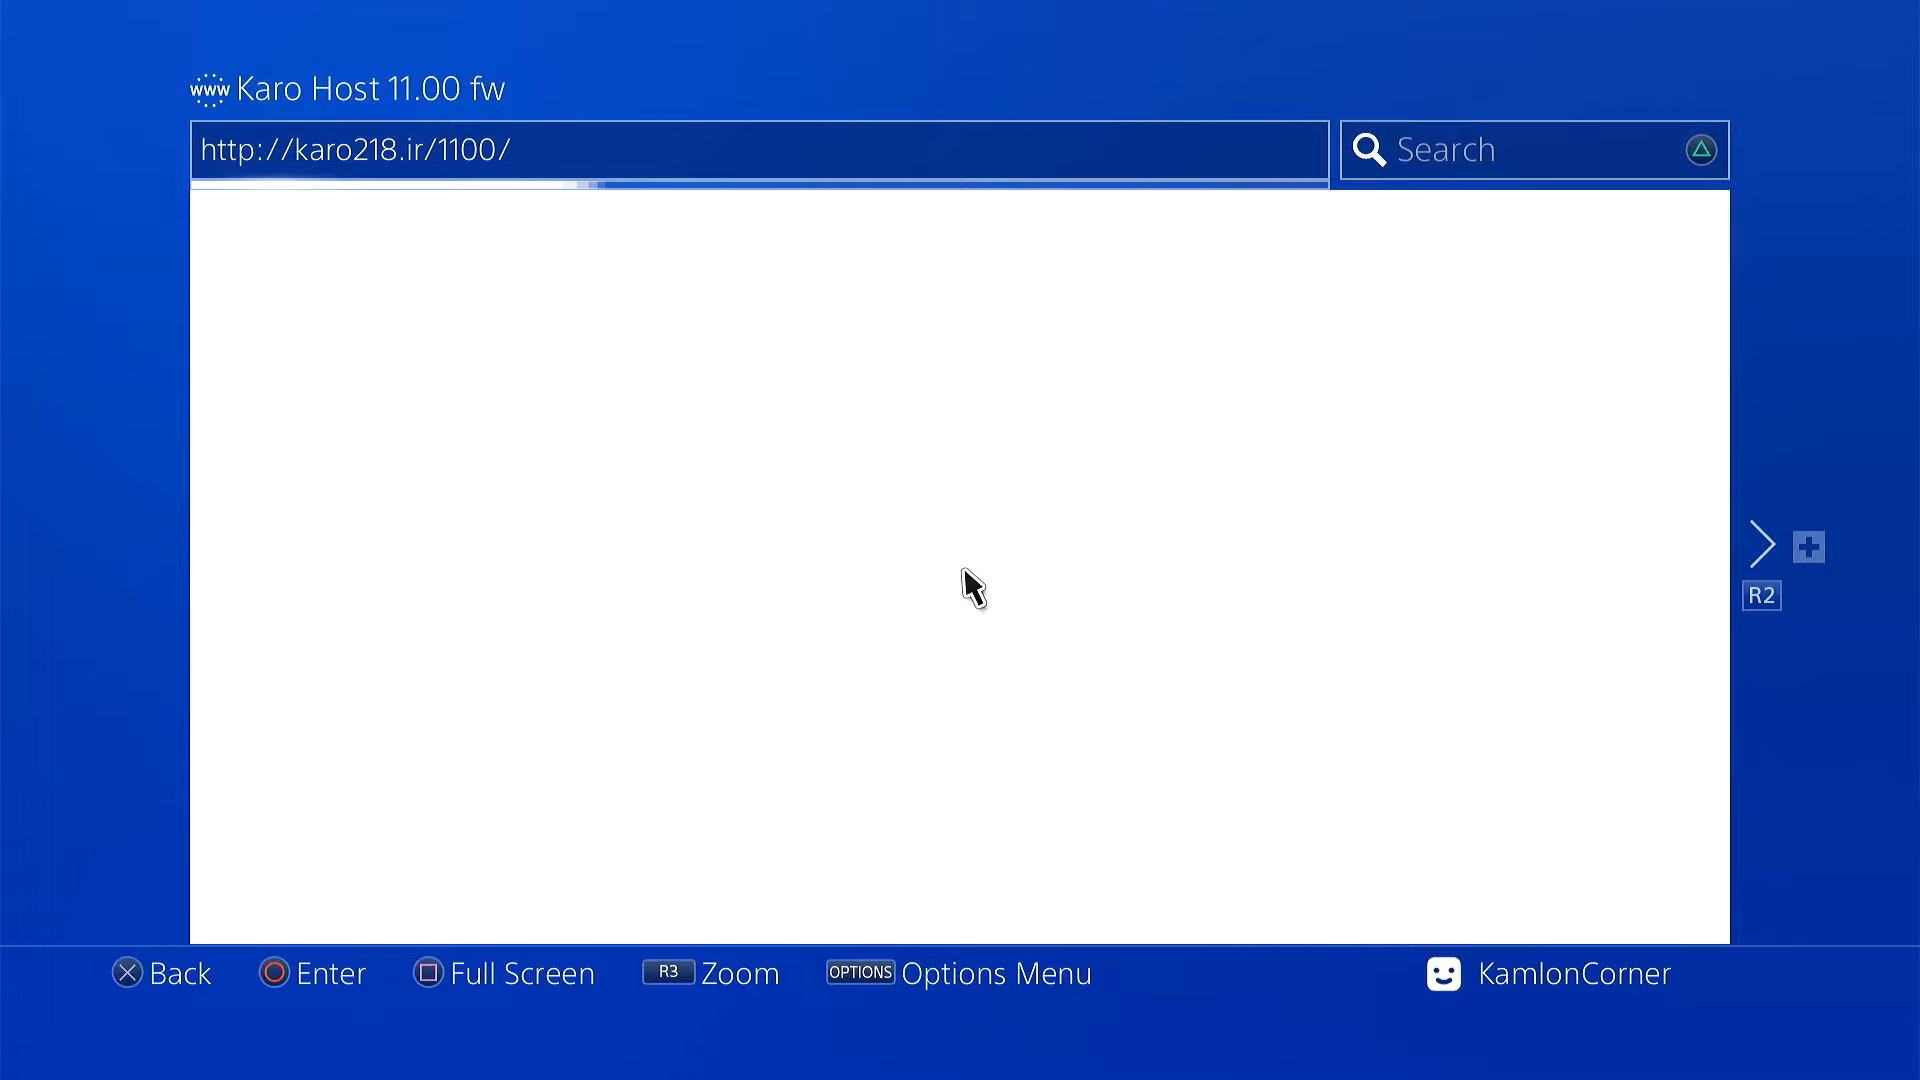 www Karo Host 11.00 fw
http://karo218.ir/1100/
Search
R2
Back
Enter
Full Screen
R3 Zoom
OPTIONS Options Menu
KamlonCorner